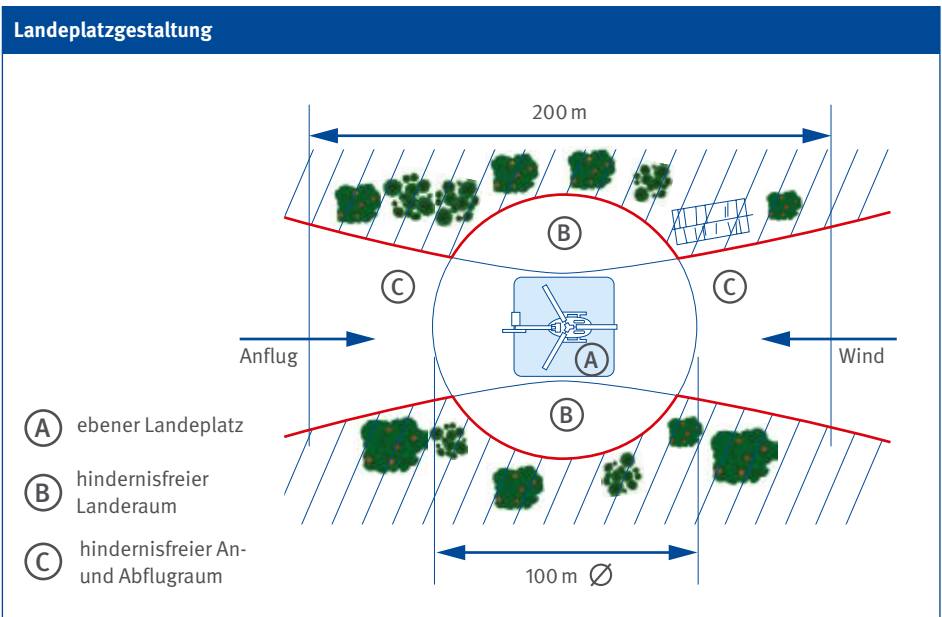 Landeplatzgestaltung
200 m
B
C
C
A
Anflug
Wind
B
A ebener Landeplatz
B hindernisfreier
Landeraum
C hindernisfreier An-
und Abflugraum
100 m Ø